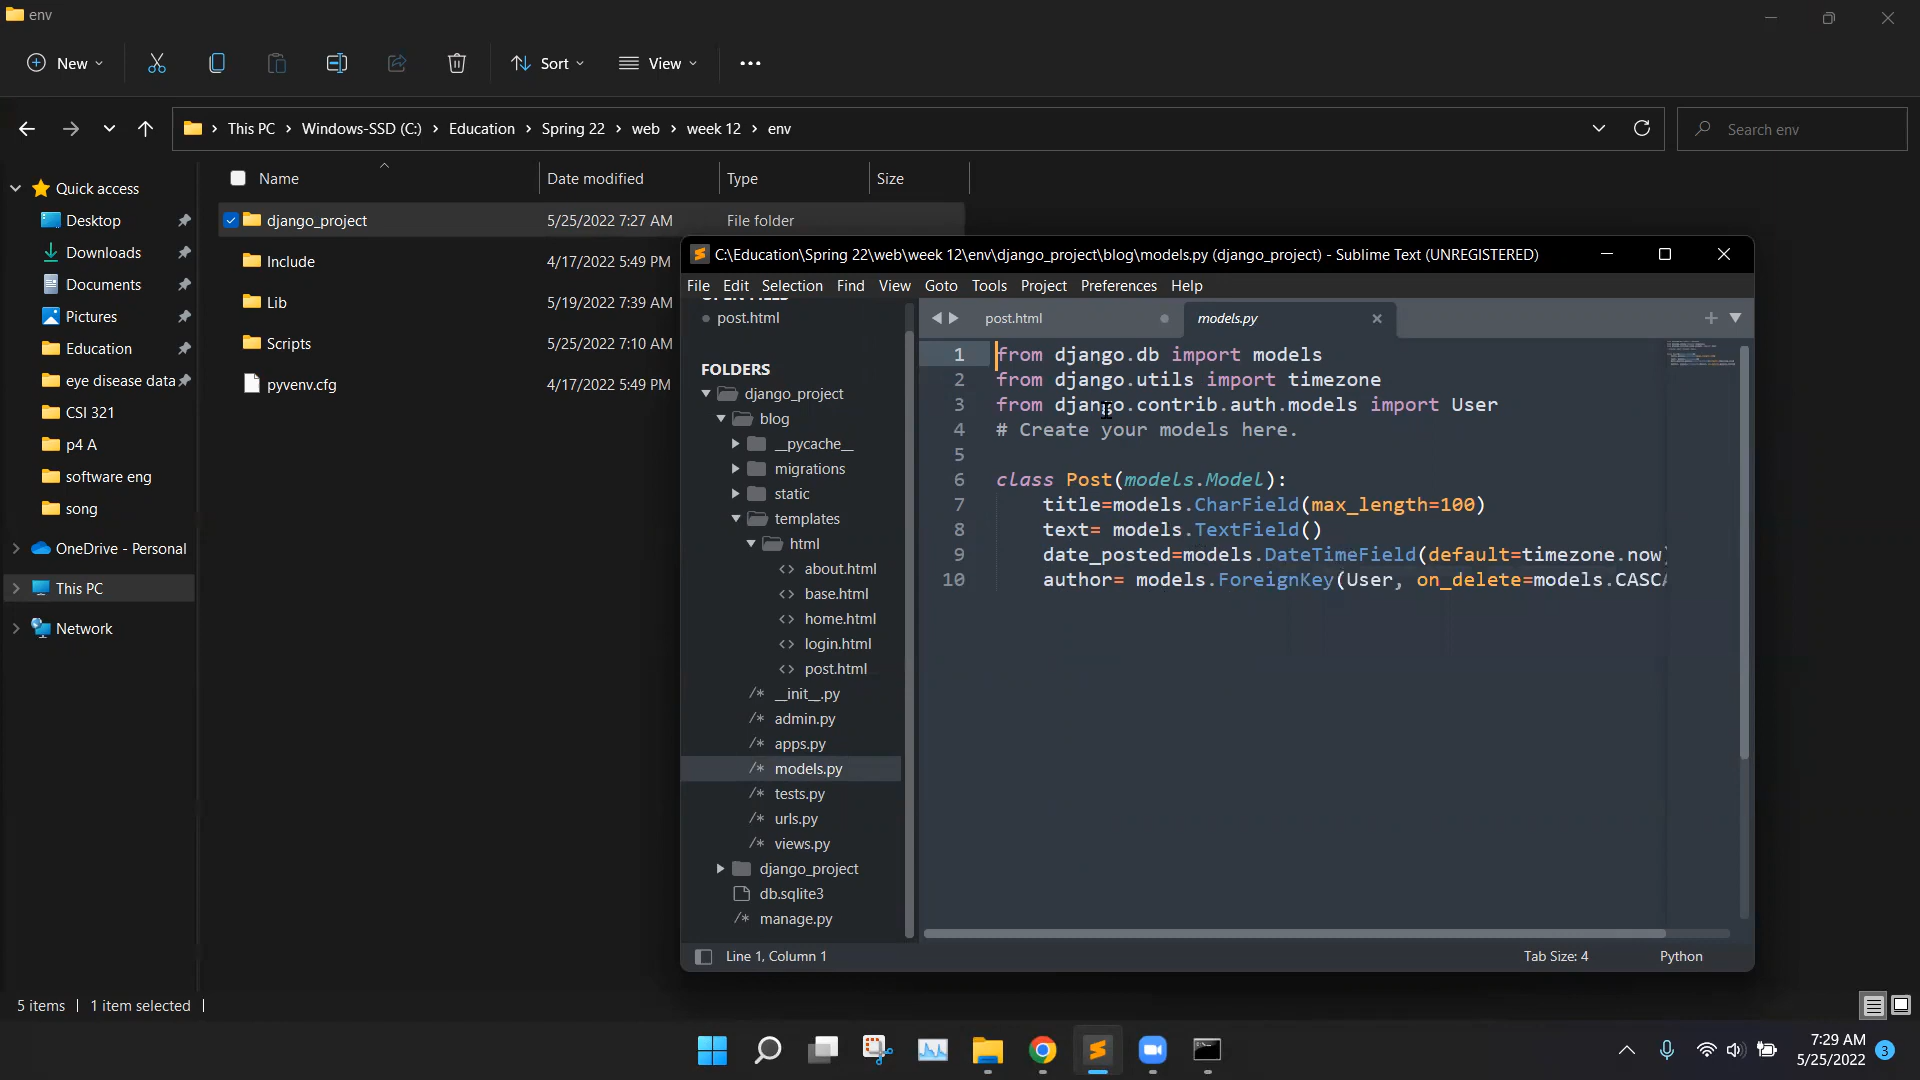 env
New
Sort
View
This PC > Windows-SSD (C:) > Education > Spring 22 > web > week 12 > env
Search env
Name
Date modified
Type
Size
Quick access
Desktop
Downloads
Documents
Pictures
Education
eye disease data
CSI 321
p4 A
software eng
song
OneDrive - Personal
This PC
Network
django_project 5/25/2022 7:27 AM File folder
Include 4/17/2022 5:49 PM
Lib 5/19/2022 7:39 AM
Scripts 5/25/2022 7:10 AM
pyvenv.cfg 4/17/2022 5:49 PM
C:\Education\Spring 22\web\week 12\env\django_project\blog\models.py (django_project) - Sublime Text (UNREGISTERED)
File Edit Selection Find View Goto Tools Project Preferences Help
post.html
FOLDERS
django_project
blog
__pycache__
migrations
static
templates
html
<> about.html
<> base.html
<> home.html
<> login.html
<> post.html
/* __init__.py
/* admin.py
/* apps.py
/* models.py
/* tests.py
/* urls.py
/* views.py
django_project
db.sqlite3
/* manage.py
post.html
models.py
1 from django.db import models
2 from django.utils import timezone
3 from django.contrib.auth.models import User
4 # Create your models here.
5
6 class Post(models.Model):
7 title=models.CharField(max_length=100)
8 text= models.TextField()
9 date_posted=models.DateTimeField(default=timezone.now)
10 author= models.ForeignKey(User, on_delete=models.CASCA
Line 1, Column 1
Tab Size: 4
Python
5 items | 1 item selected |
7:29 AM
5/25/2022
3